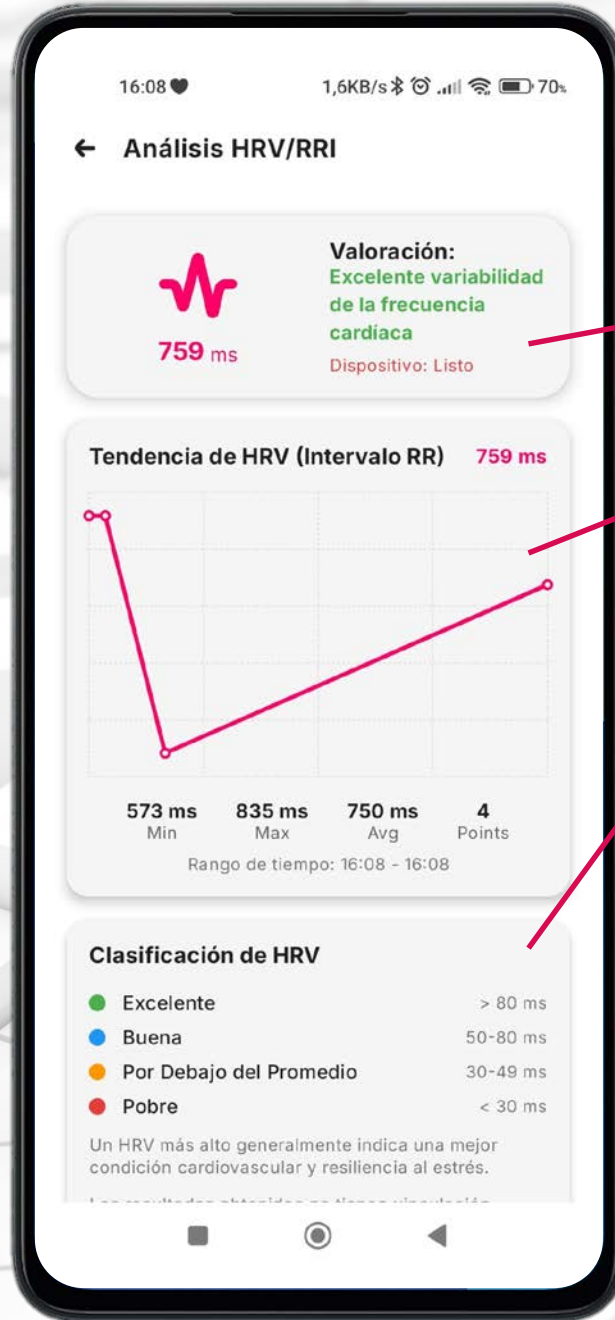 16:08
1,6KB/s 70%
Análisis HRV/RRI
Valoración:
Excelente variabilidad
de la frecuencia
cardíaca
759 ms
Dispositivo: Listo
Tendencia de HRV (Intervalo RR) 759 ms
573 ms 835 ms 750 ms 4
Min Max Avg Points
Rango de tiempo: 16:08 - 16:08
Clasificación de HRV
Excelente > 80 ms
Buena 50-80 ms
Por Debajo del Promedio 30-49 ms
Pobre < 30 ms
Un HRV más alto generalmente indica una mejor
condición cardiovascular y resiliencia al estrés.